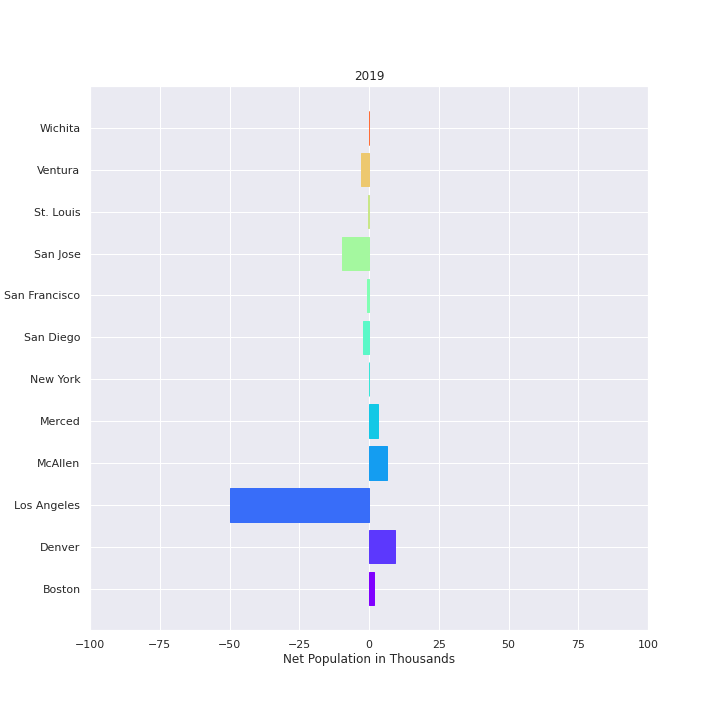 2019
Wichita
Ventura
St. Louis
San Jose
San Francisco
San Diego
New York
Merced
McAllen
Los Angeles
Denver
Boston
−100 −75 −50 −25 0 25 50 75 100
Net Population in Thousands